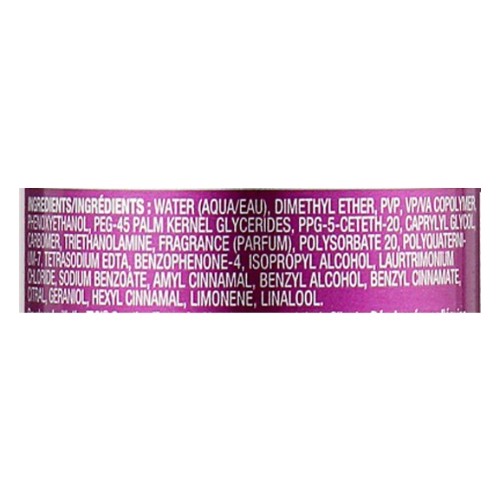 INGREDIENTS/INGRÉDIENTS : WATER (AQUA/EAU), DIMETHYL ETHER, PVP, VP/VA COPOLYMER,
PHENOXYETHANOL, PEG-45 PALM KERNEL GLYCERIDES, PPG-5-CETETH-20, CAPRYLYL GLYCOL,
CARBOMER, TRIETHANOLAMINE, FRAGRANCE (PARFUM), POLYSORBATE 20, POLYQUATERNI-
UM-7, TETRASODIUM EDTA, BENZOPHENONE-4, ISOPROPYL ALCOHOL, LAURTRIMONIUM
CHLORIDE, SODIUM BENZOATE, AMYL CINNAMAL, BENZYL ALCOHOL, BENZYL CINNAMATE,
CITRAL, GERANIOL, HEXYL CINNAMAL, LIMONENE, LINALOOL.